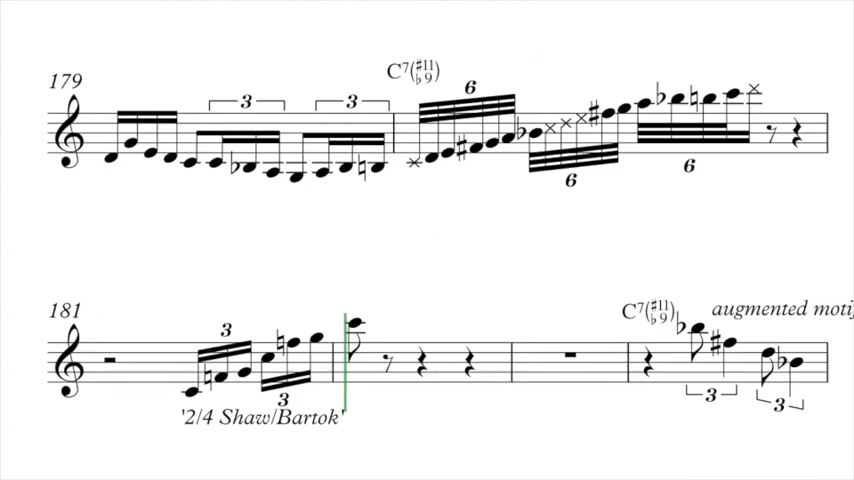 179
C7(♯11 ♭9)
3
3
6
6
6
181
C7(♯11 ♭9)
augmented motif
3
3
3
3
'2/4 Shaw/Bartok'